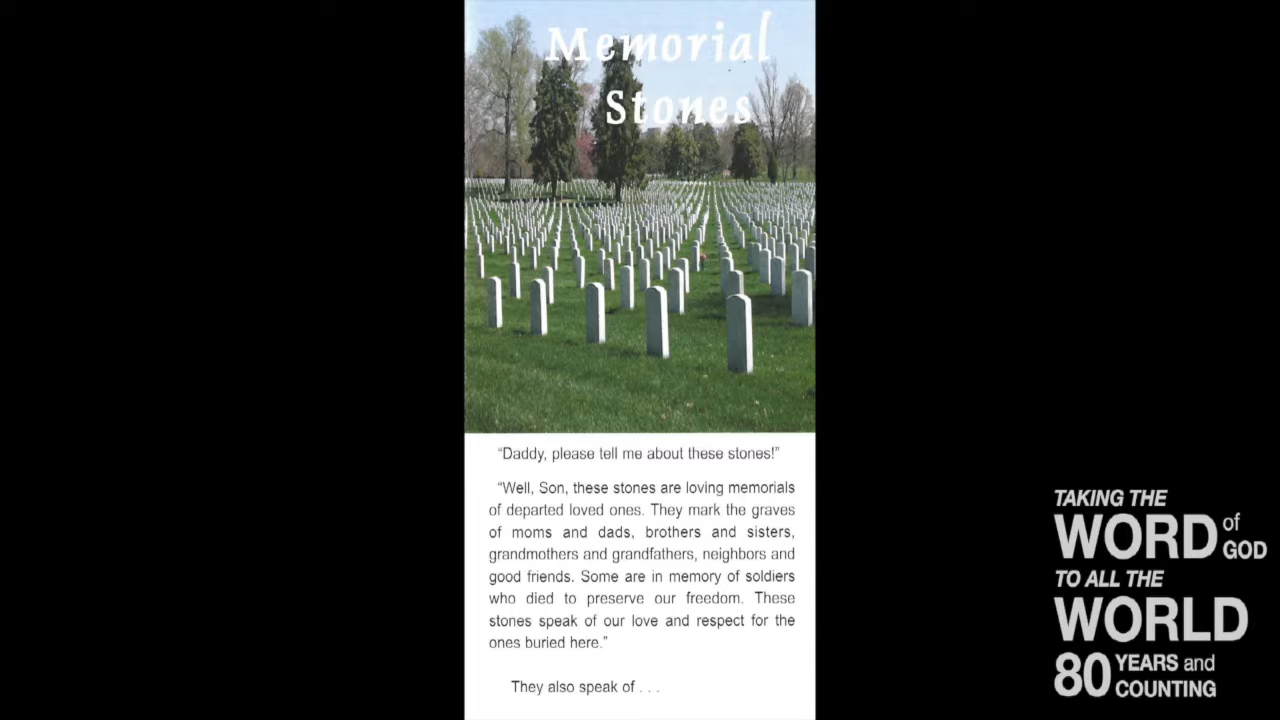 Memorial
Stones
“Daddy, please tell me about these stones!”
“Well, Son, these stones are loving memorials
of departed loved ones. They mark the graves
of moms and dads, brothers and sisters,
grandmothers and grandfathers, neighbors and
good friends. Some are in memory of soldiers
who died to preserve our freedom. These
stones speak of our love and respect for the
ones buried here.”
They also speak of . . .
TAKING THE
WORD of GOD
TO ALL THE
WORLD
80 YEARS and
COUNTING